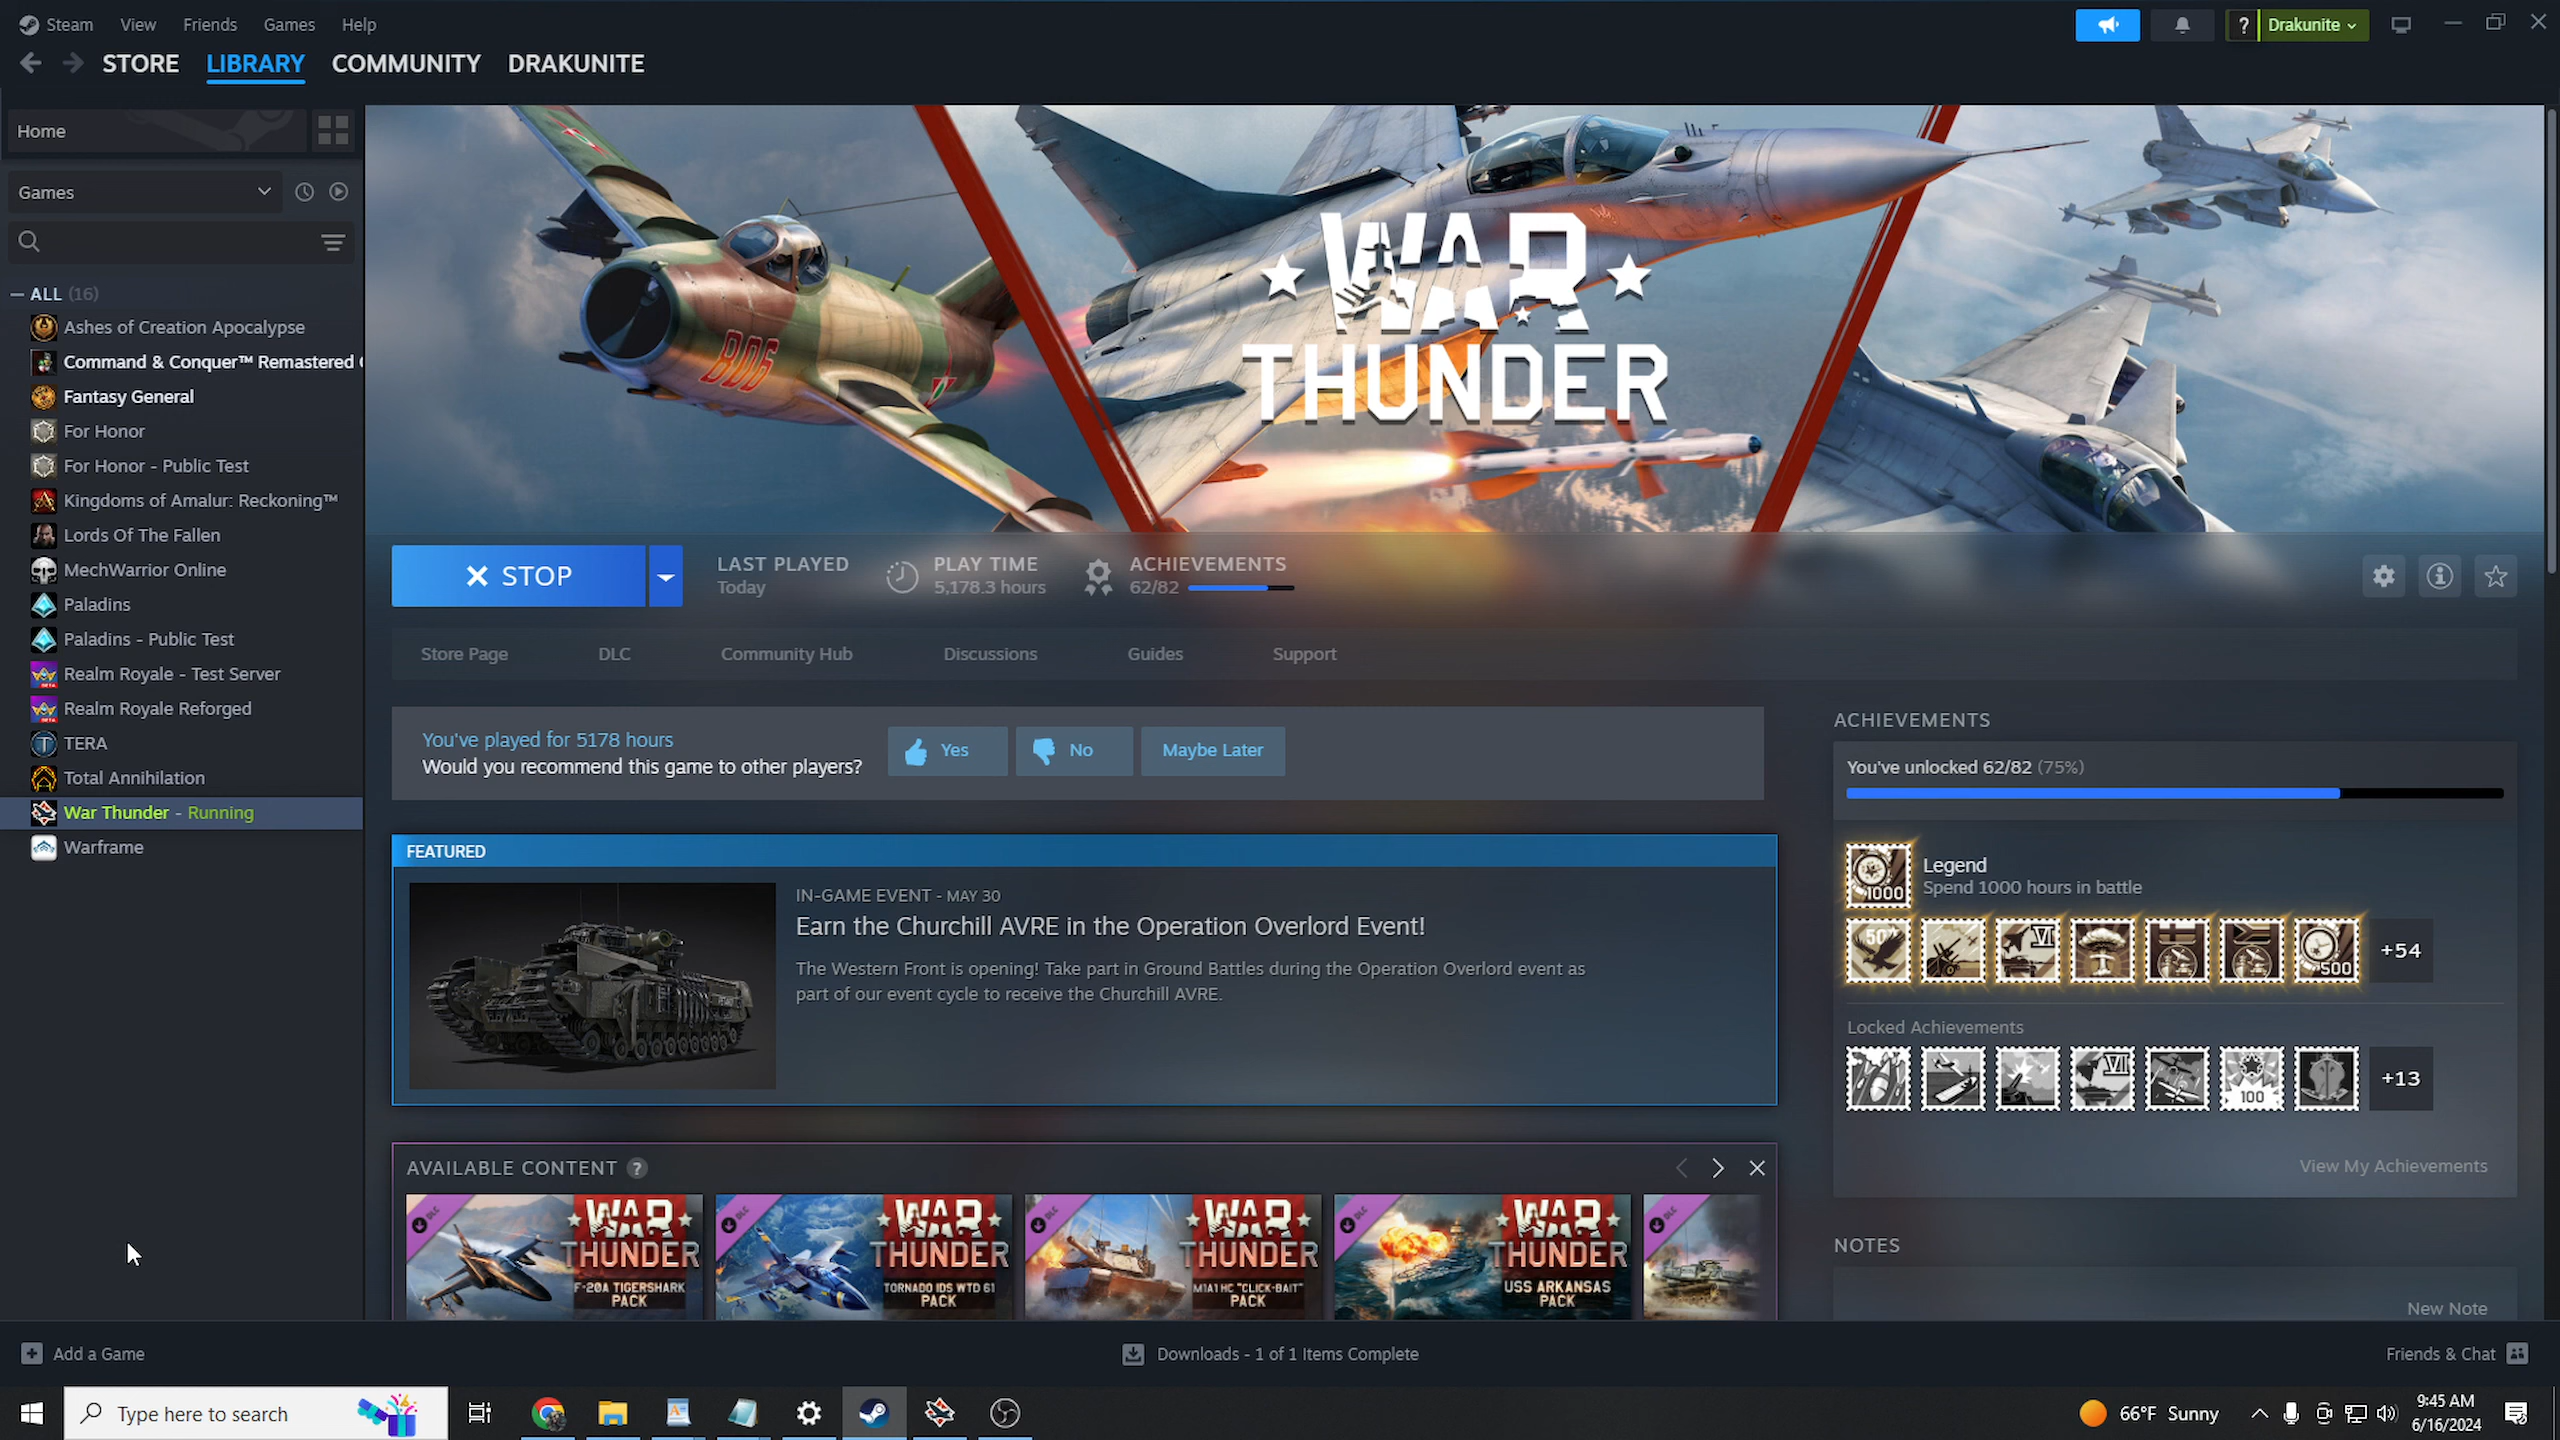 Steam View Friends Games Help
? Drakunite
STORE LIBRARY COMMUNITY DRAKUNITE
Home
Games
— ALL (16)
Ashes of Creation Apocalypse
Command & Conquer™ Remastered
Fantasy General
For Honor
For Honor - Public Test
Kingdoms of Amalur: Reckoning™
Lords Of The Fallen
MechWarrior Online
Paladins
Paladins - Public Test
Realm Royale - Test Server
Realm Royale Reforged
TERA
Total Annihilation
War Thunder - Running
Warframe
806
WAR
THUNDER
STOP
LAST PLAYED
Today
PLAY TIME
5,178.3 hours
ACHIEVEMENTS
62/82
Store Page DLC Community Hub Discussions Guides Support
You've played for 5178 hours
Would you recommend this game to other players?
Yes No Maybe Later
FEATURED
IN-GAME EVENT - MAY 30
Earn the Churchill AVRE in the Operation Overlord Event!
The Western Front is opening! Take part in Ground Battles during the Operation Overlord event as
part of our event cycle to receive the Churchill AVRE.
AVAILABLE CONTENT ?
DLC
WAR
THUNDER
F-20A TIGERSHARK
PACK
DLC
WAR
THUNDER
TORNADO IDS WTD 61
PACK
DLC
WAR
THUNDER
M1A1 HC "CLICK-BAIT"
PACK
DLC
WAR
THUNDER
USS ARKANSAS
PACK
DLC
ACHIEVEMENTS
You've unlocked 62/82 (75%)
1000
Legend
Spend 1000 hours in battle
50 VI 500 +54
Locked Achievements
VII 100 +13
View My Achievements
NOTES
New Note
Add a Game
Downloads - 1 of 1 Items Complete
Friends & Chat
Type here to search
66°F Sunny
9:45 AM
6/16/2024